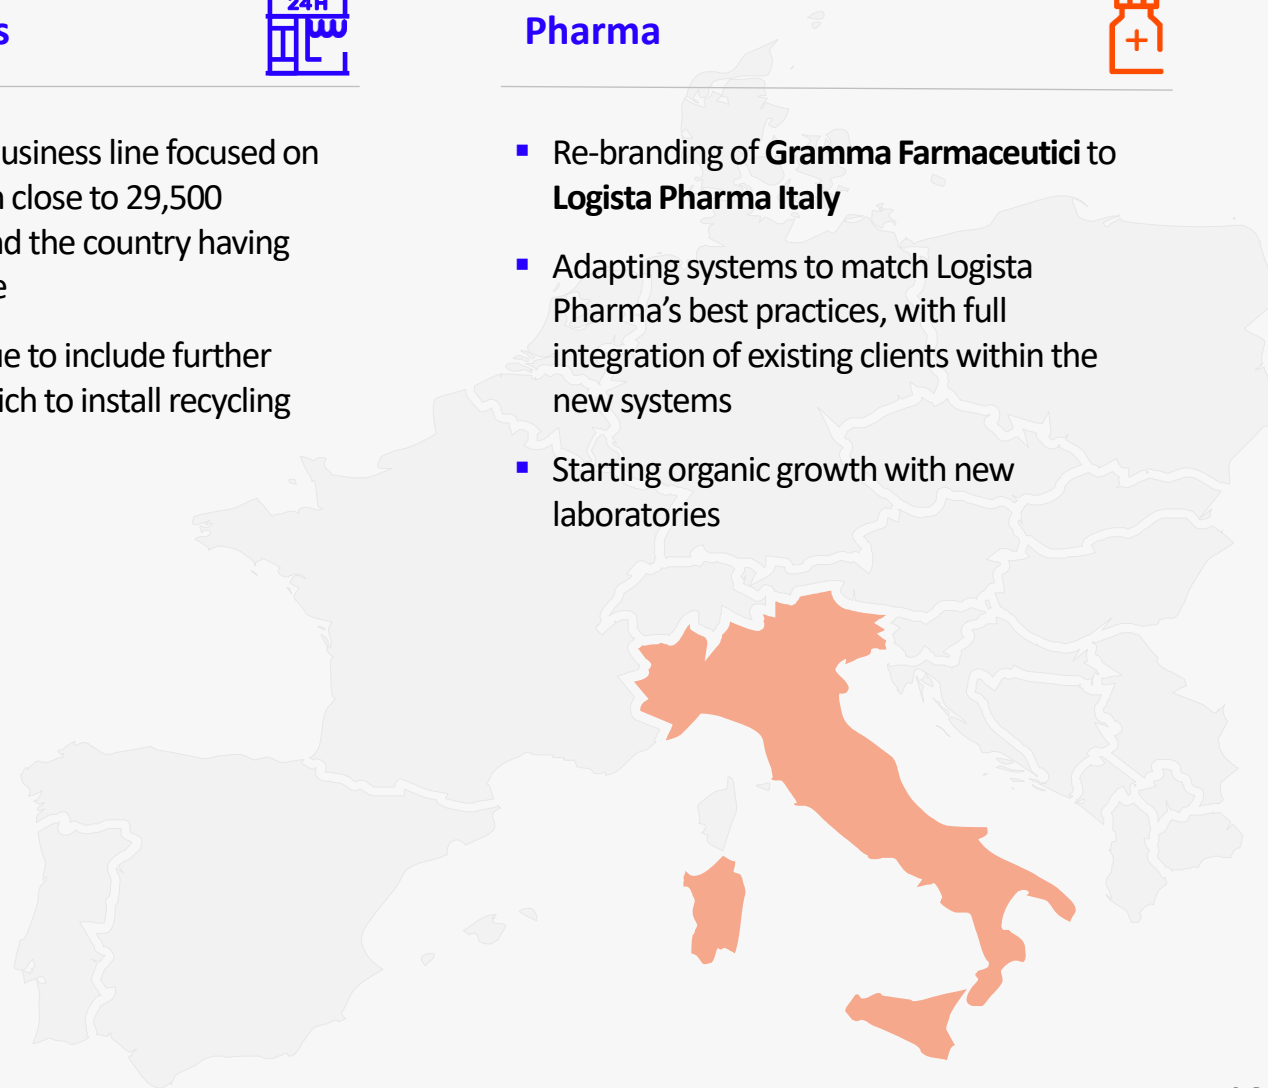 24H
Pharma
usiness line focused on
close to 29,500
the country having
to include further
to install recycling
Re-branding of Gramma Farmaceutici to
Logista Pharma Italy
Adapting systems to match Logista
Pharma’s best practices, with full
integration of existing clients within the
new systems
Starting organic growth with new
laboratories